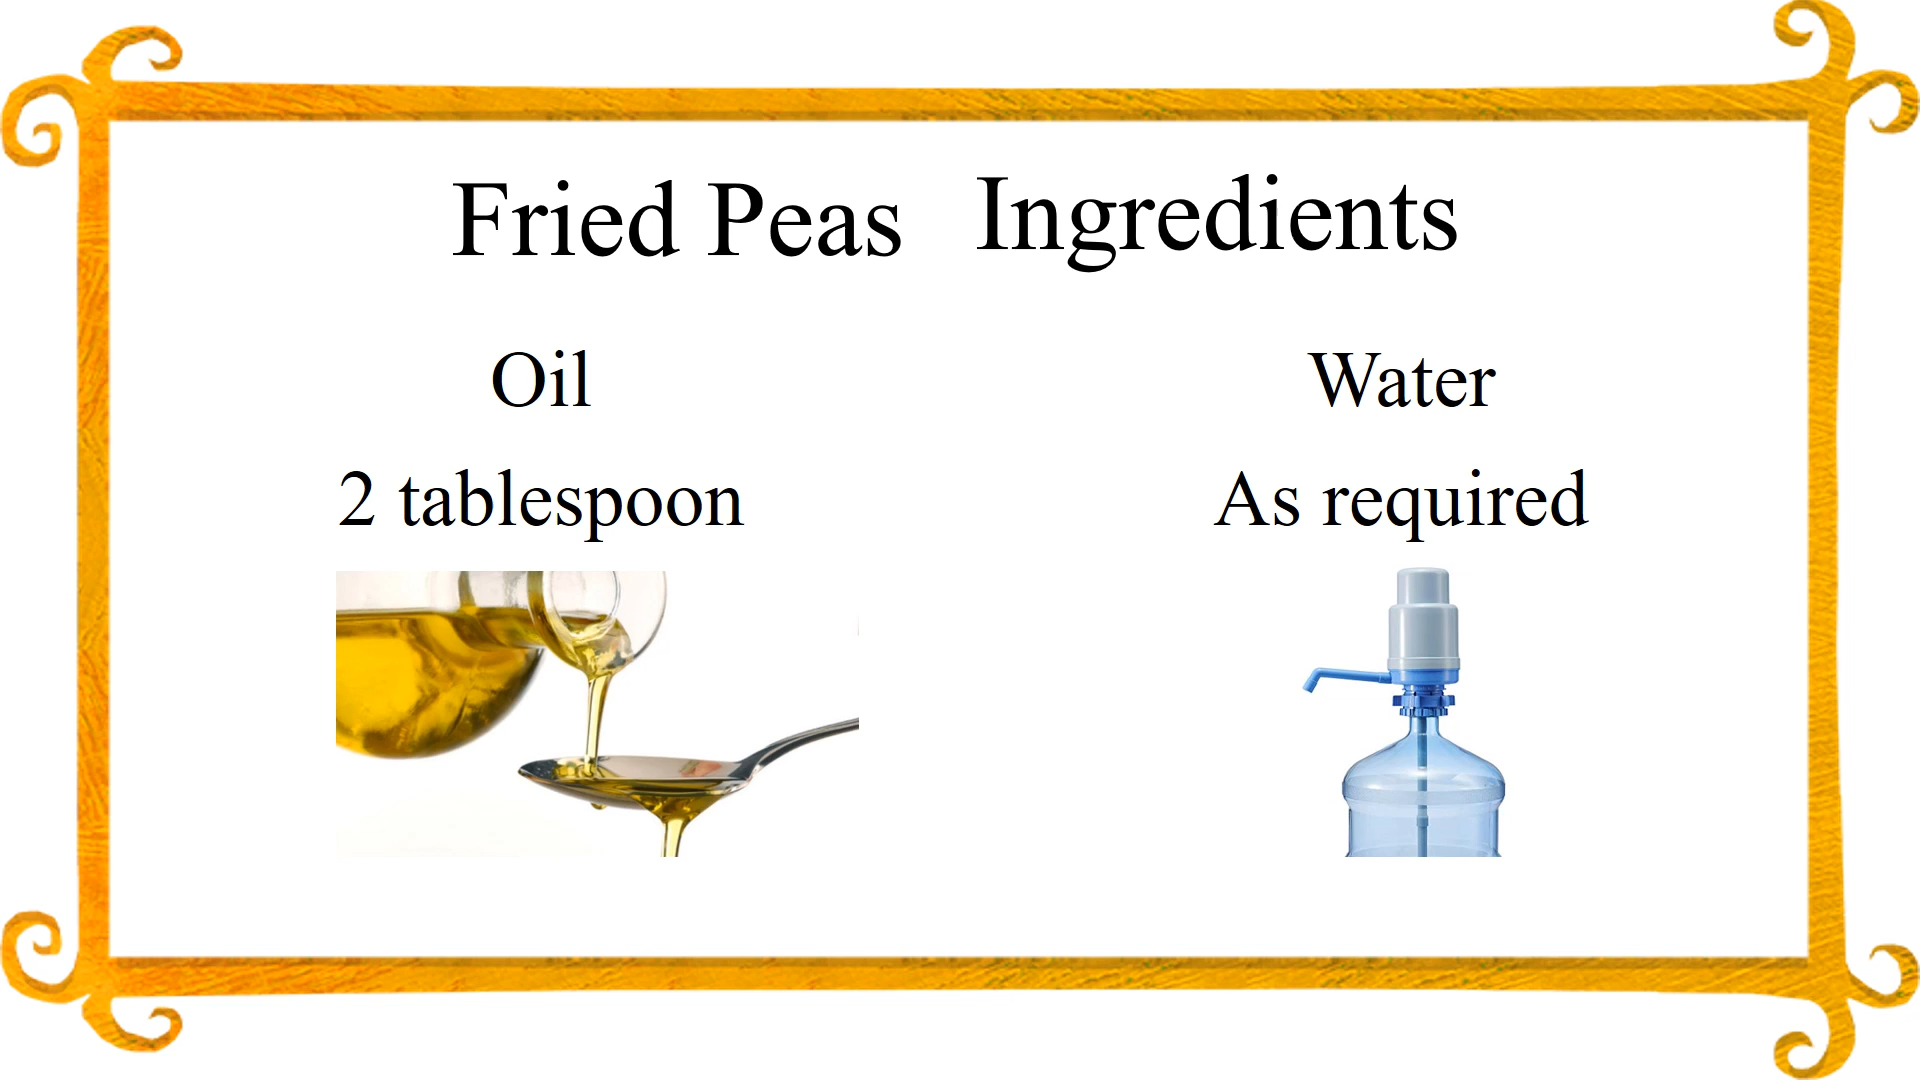 Fried Peas Ingredients
Oil
Water
2 tablespoon
As required